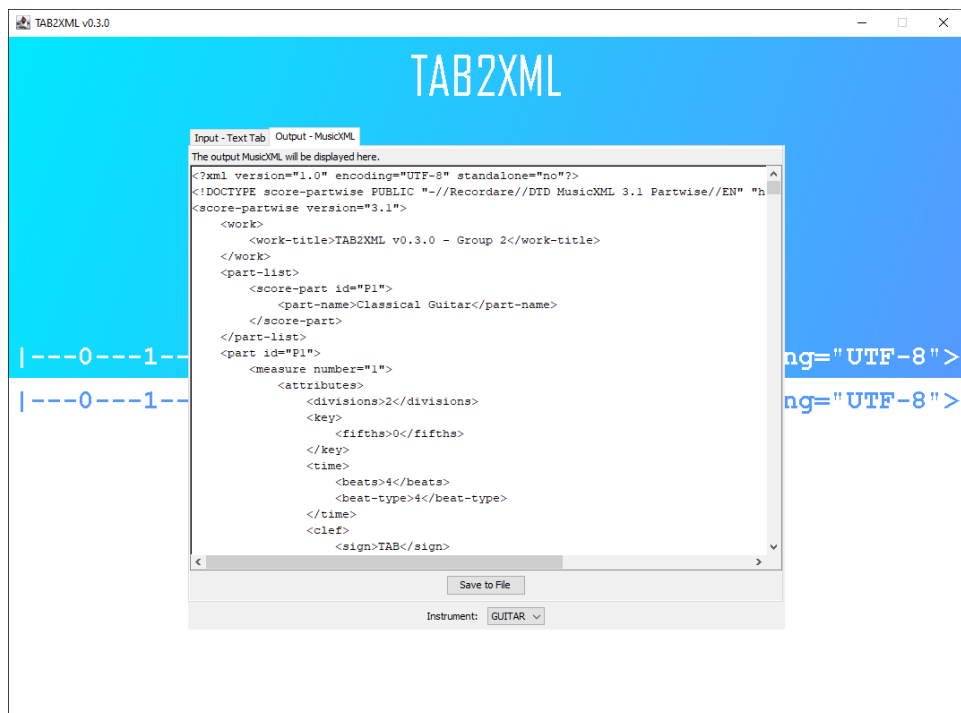 TAB2XML v0.3.0
TAB2XML
Input - Text Tab Output - MusicXML
The output MusicXML will be displayed here.
<?xml version="1.0" encoding="UTF-8" standalone="no"?>
<!DOCTYPE score-partwise PUBLIC "-//Recordare//DTD MusicXML 3.1 Partwise//EN" "h
<score-partwise version="3.1">
<work>
<work-title>TAB2XML v0.3.0 - Group 2</work-title>
</work>
<part-list>
<score-part id="P1">
<part-name>Classical Guitar</part-name>
</score-part>
</part-list>
<part id="P1">
<measure number="1">
<attributes>
<divisions>2</divisions>
<key>
<fifths>0</fifths>
</key>
<time>
<beats>4</beats>
<beat-type>4</beat-type>
</time>
<clef>
<sign>TAB</sign>
|---0---1-- ng="UTF-8">
|---0---1-- ng="UTF-8">
Save to File
Instrument: GUITAR